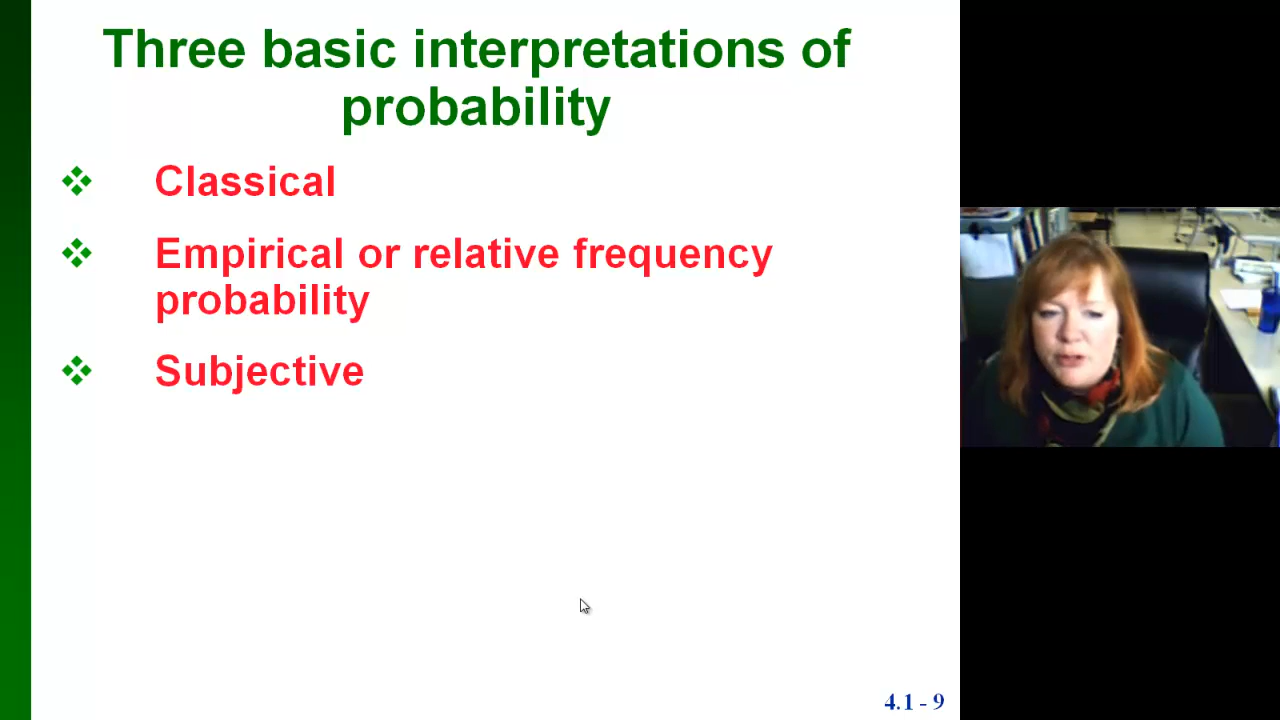 Three basic interpretations of
probability
Classical
Empirical or relative frequency
probability
Subjective
4.1 - 9